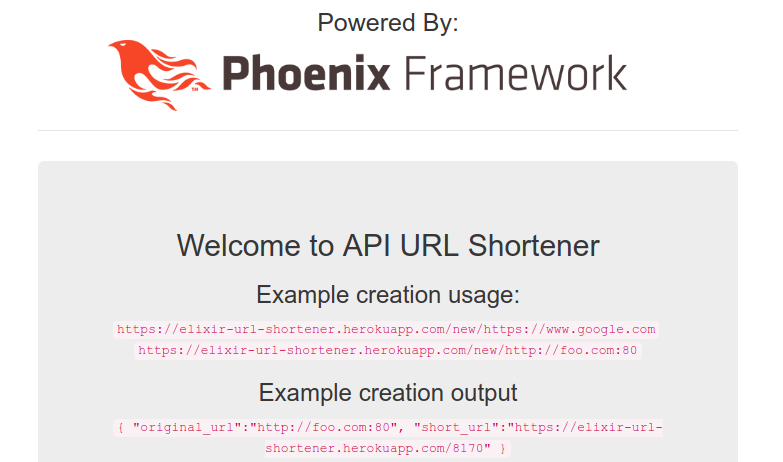 Powered By:
Phoenix Framework
Welcome to API URL Shortener
Example creation usage:
https://elixir-url-shortener.herokuapp.com/new/https://www.google.com
https://elixir-url-shortener.herokuapp.com/new/http://foo.com:80
Example creation output
{ "original_url":"http://foo.com:80", "short_url":"https://elixir-url-
shortener.herokuapp.com/8170" }